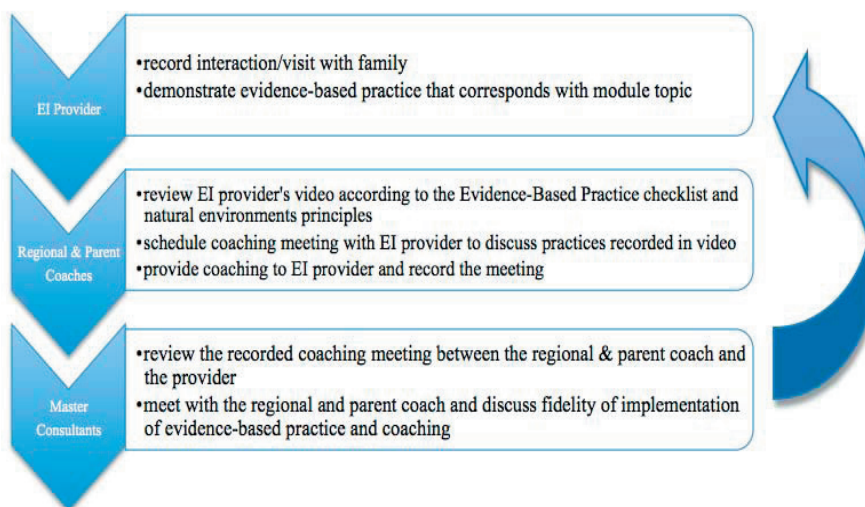 EI Provider
•record interaction/visit with family
•demonstrate evidence-based practice that corresponds with module topic
Regional & Parent
Coaches
•review EI provider's video according to the Evidence-Based Practice checklist and
natural environments principles
•schedule coaching meeting with EI provider to discuss practices recorded in video
•provide coaching to EI provider and record the meeting
Master
Consultants
•review the recorded coaching meeting between the regional & parent coach and
the provider
•meet with the regional and parent coach and discuss fidelity of implementation
of evidence-based practice and coaching